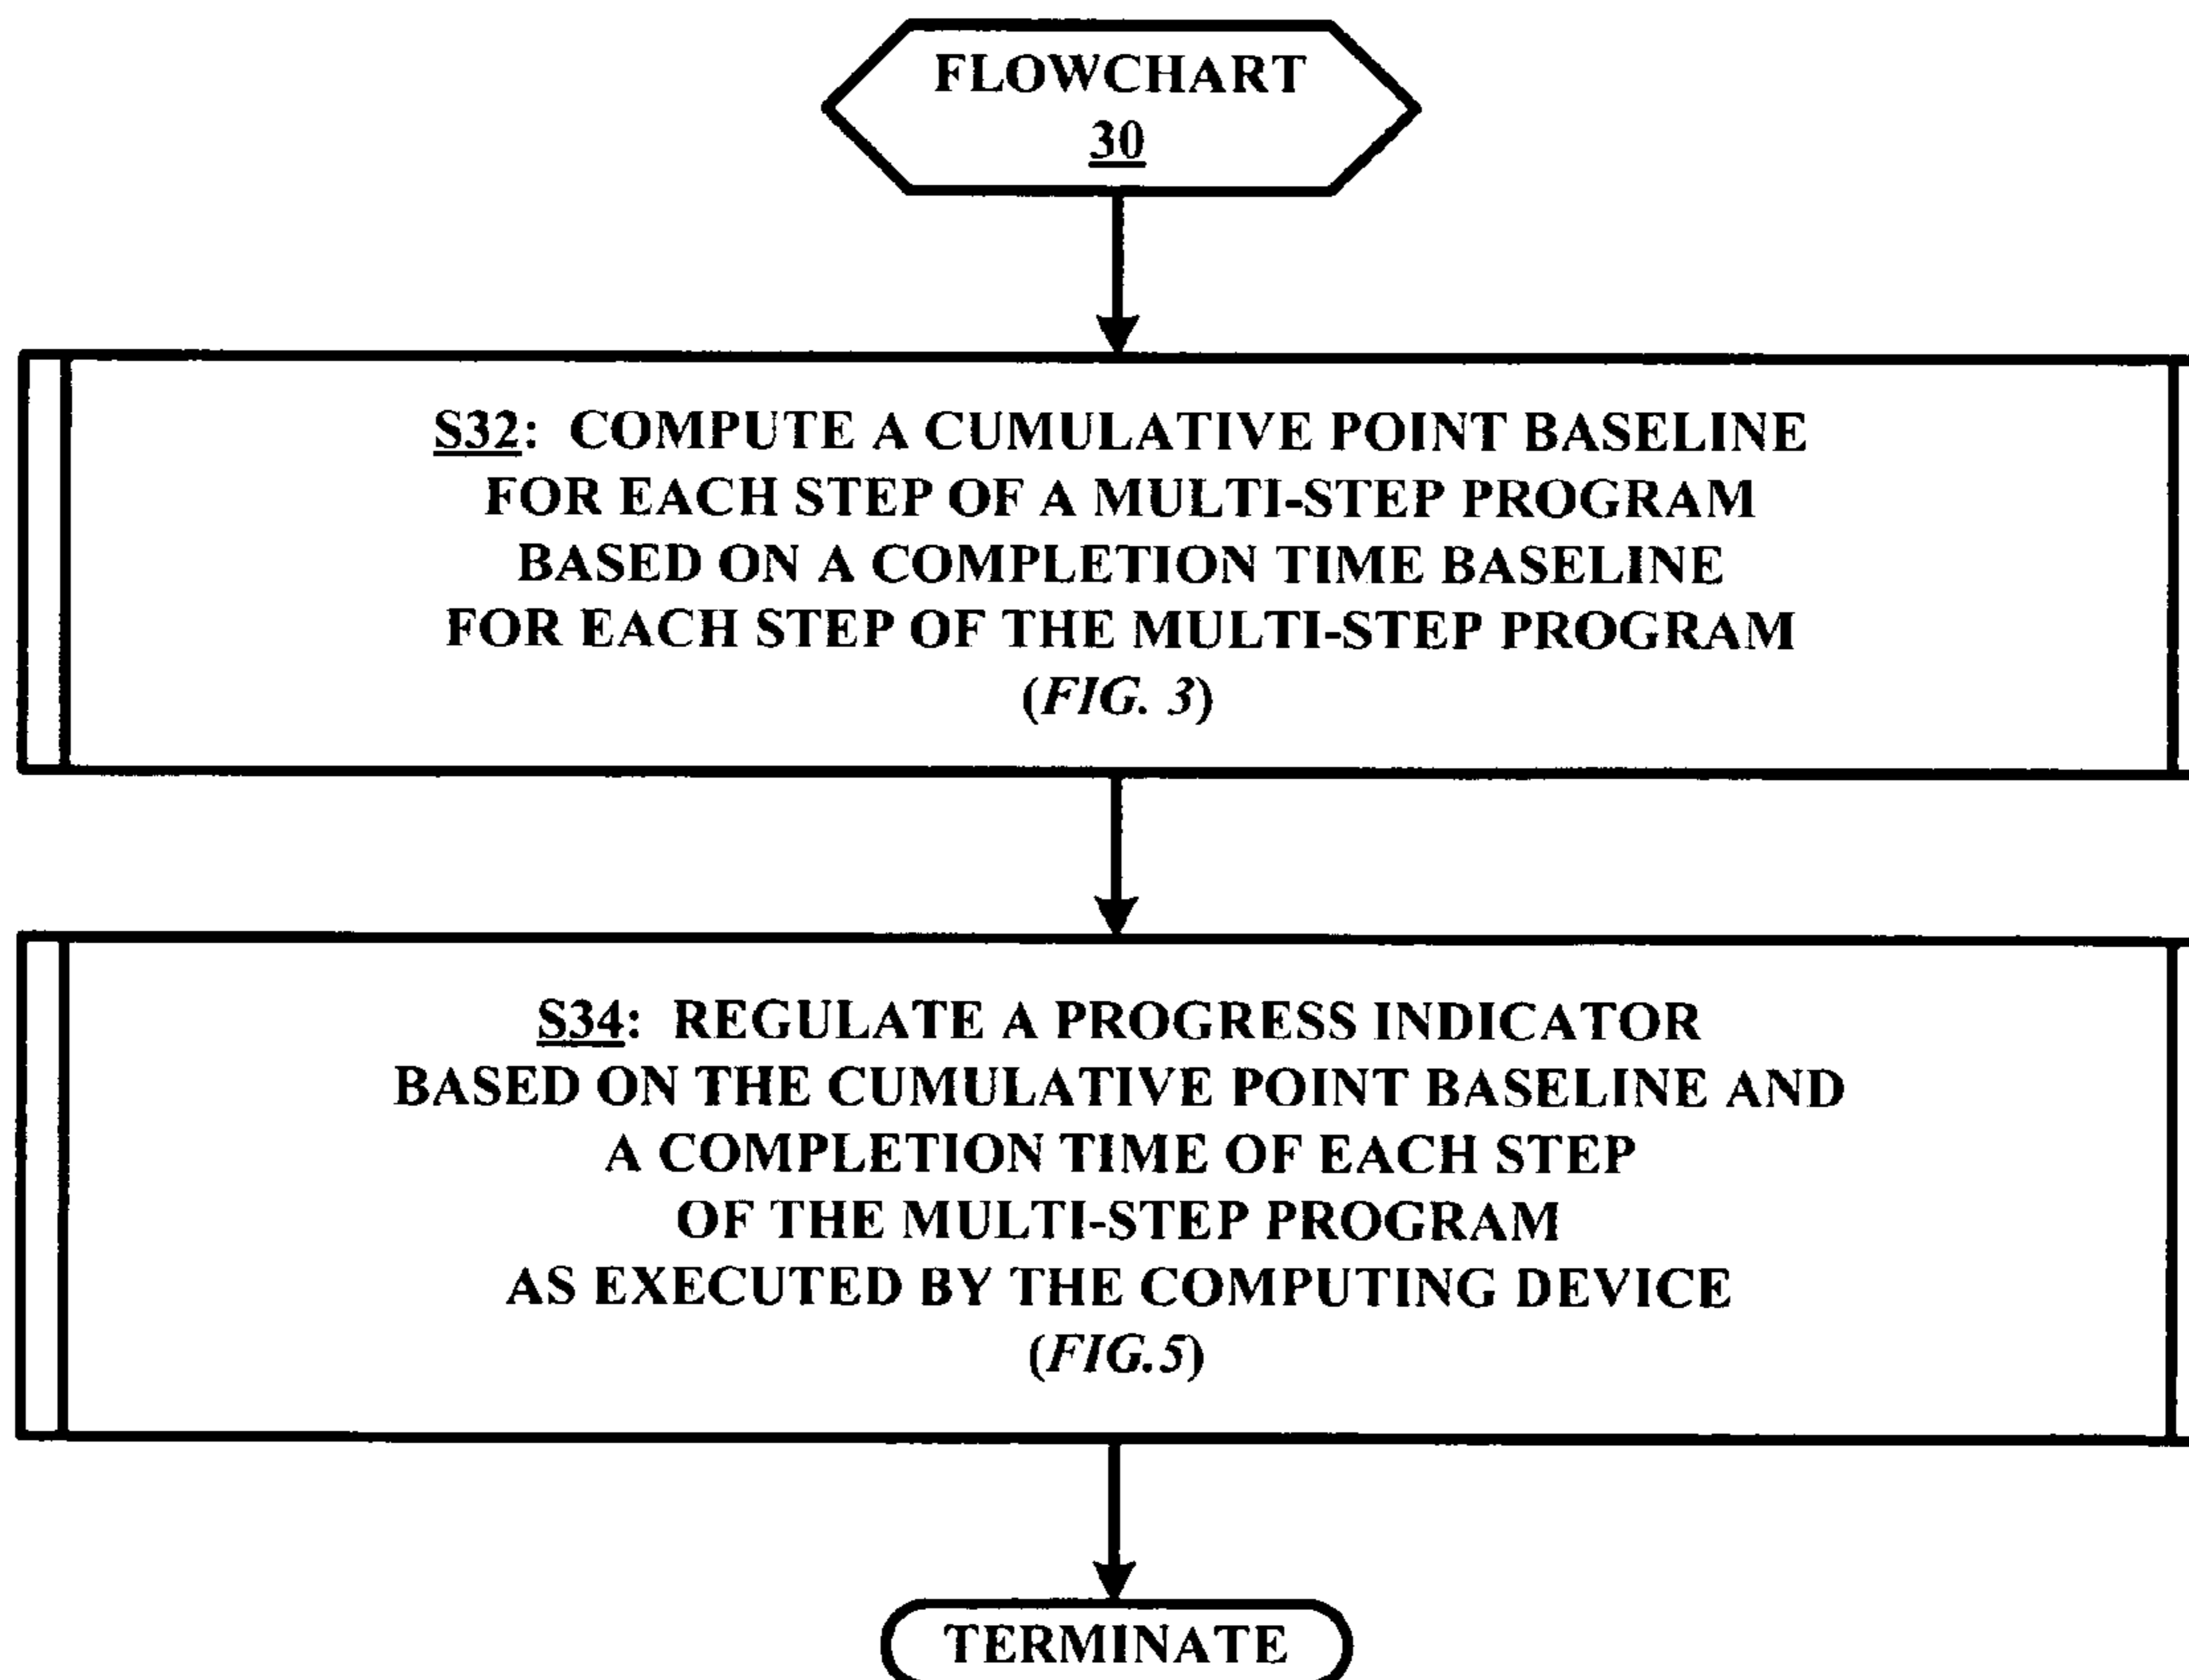 FLOWCHART
30
S32: COMPUTE A CUMULATIVE POINT BASELINE
FOR EACH STEP OF A MULTI-STEP PROGRAM
BASED ON A COMPLETION TIME BASELINE
FOR EACH STEP OF THE MULTI-STEP PROGRAM
(FIG. 3)
S34: REGULATE A PROGRESS INDICATOR
BASED ON THE CUMULATIVE POINT BASELINE AND
A COMPLETION TIME OF EACH STEP
OF THE MULTI-STEP PROGRAM
AS EXECUTED BY THE COMPUTING DEVICE
(FIG.5)
TERMINATE